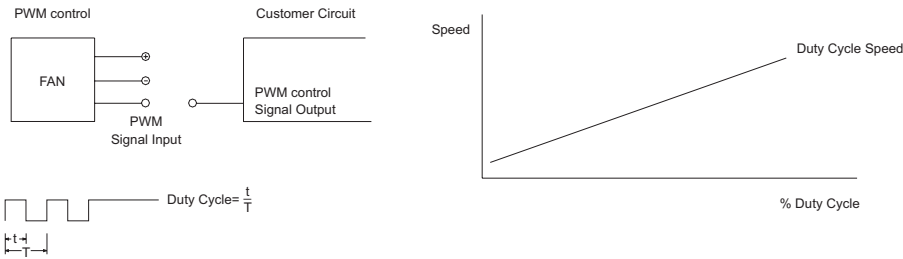 PWM control
Customer Circuit
FAN
+
−
PWM control
Signal Output
PWM
Signal Input
Duty Cycle= t/T
t
T
Speed
Duty Cycle Speed
% Duty Cycle